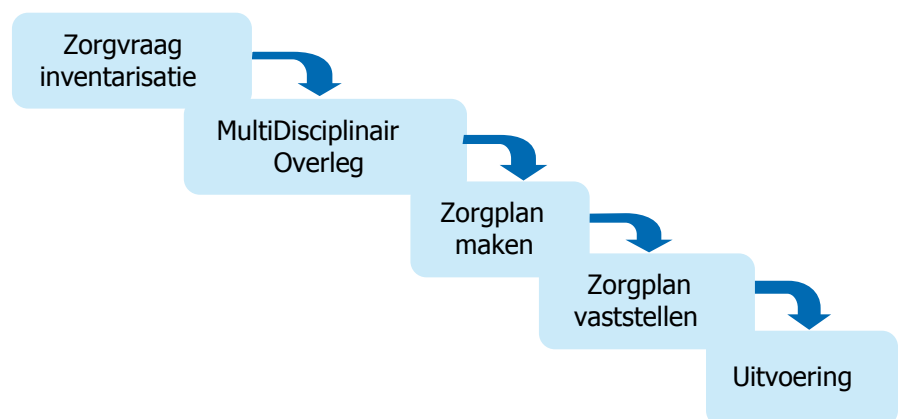 Zorgvraag
inventarisatie
MultiDisciplinair
Overleg
Zorgplan
maken
Zorgplan
vaststellen
Uitvoering